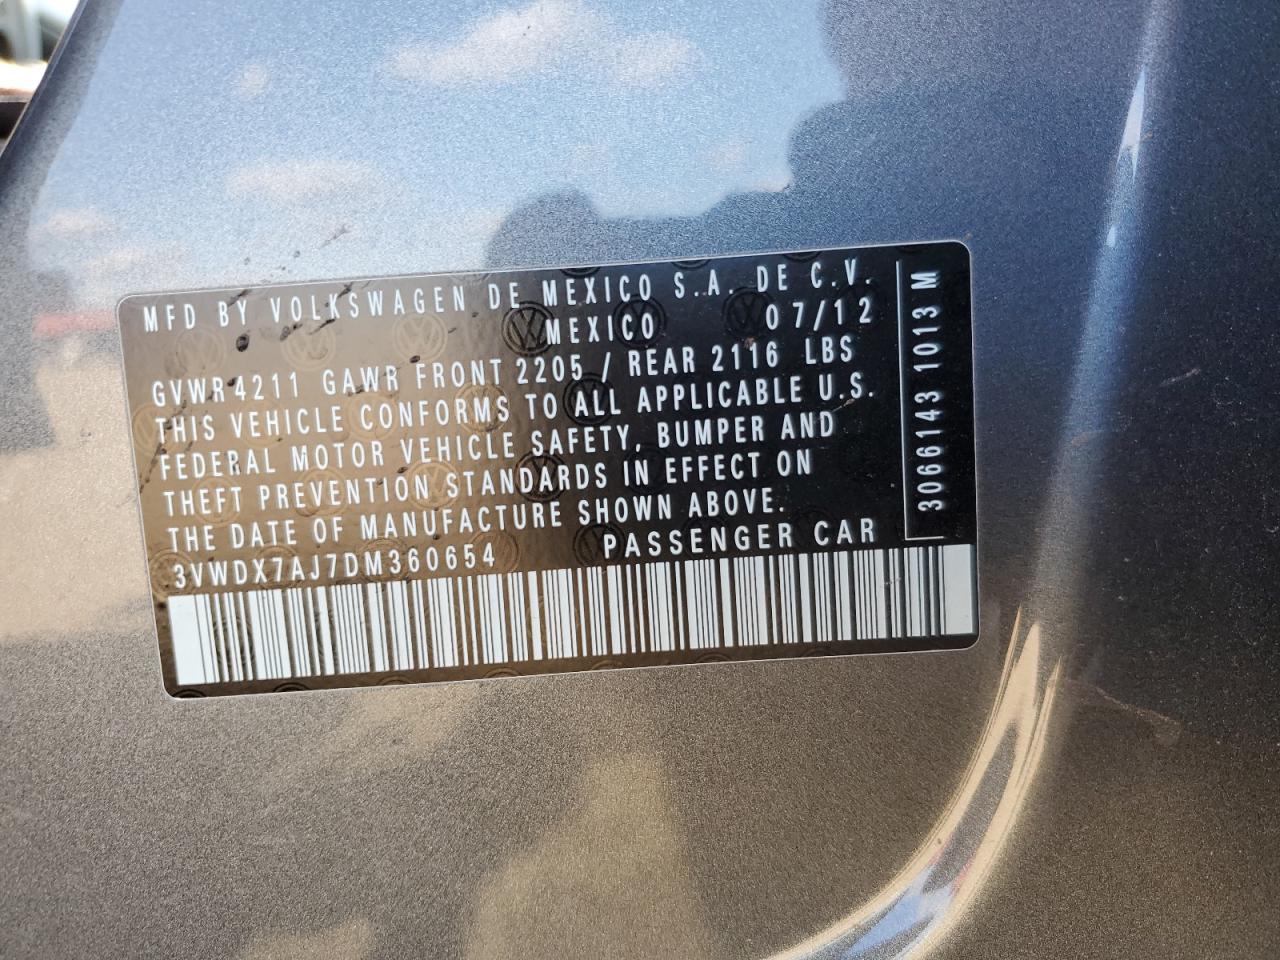 MFD BY VOLKSWAGEN DE MEXICO S.A. DE C.V.
MEXICO 07/12
GVWR 4211 GAWR FRONT 2205 / REAR 2116 LBS
THIS VEHICLE CONFORMS TO ALL APPLICABLE U.S.
FEDERAL MOTOR VEHICLE SAFETY, BUMPER AND
THEFT PREVENTION STANDARDS IN EFFECT ON
THE DATE OF MANUFACTURE SHOWN ABOVE.
3VWDX7AJ7DM360654 PASSENGER CAR
3066143 1013 M